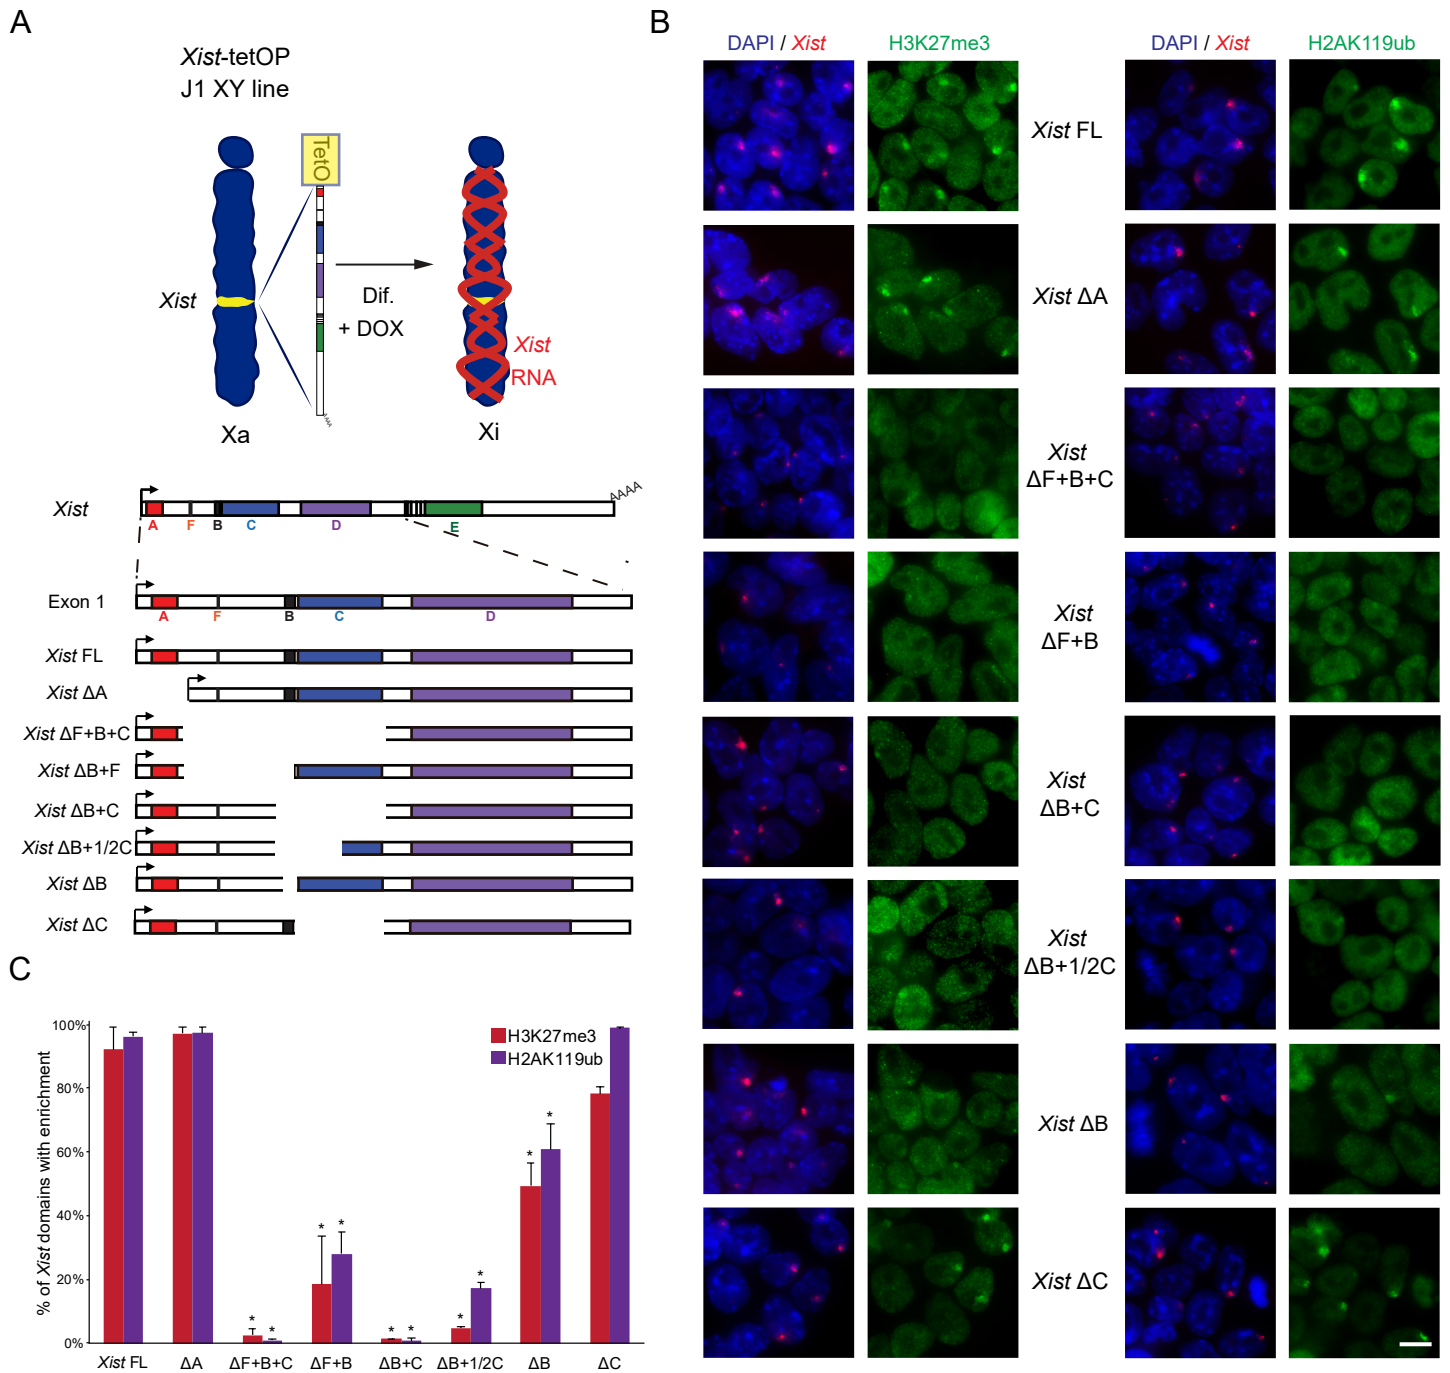 A
Xist-tetOP
J1 XY line
TetO
Xist
Dif.
+ DOX
AAAA
Xist
RNA
Xa
Xi
Xist
AAAA
A F B C D E
Exon 1
A F B C D
Xist FL
Xist ΔA
Xist ΔF+B+C
Xist ΔB+F
Xist ΔB+C
Xist ΔB+1/2C
Xist ΔB
Xist ΔC
B
DAPI / Xist H3K27me3 DAPI / Xist H2AK119ub
Xist FL
Xist ΔA
Xist
ΔF+B+C
Xist
ΔF+B
Xist
ΔB+C
Xist
ΔB+1/2C
Xist ΔB
Xist ΔC
C
% of Xist domains with enrichment
100%
80%
60%
40%
20%
0%
H3K27me3
H2AK119ub
* * * * * * * * * *
Xist FL ΔA ΔF+B+C ΔF+B ΔB+C ΔB+1/2C ΔB ΔC